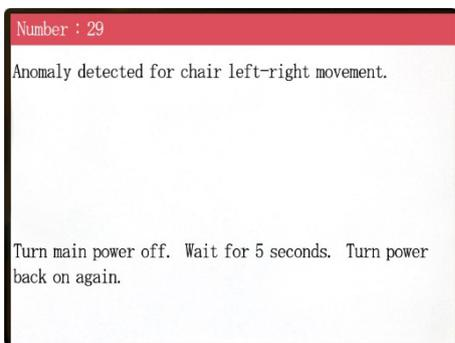 Number : 29
Anomaly detected for chair left-right movement.
Turn main power off. Wait for 5 seconds. Turn power
back on again.